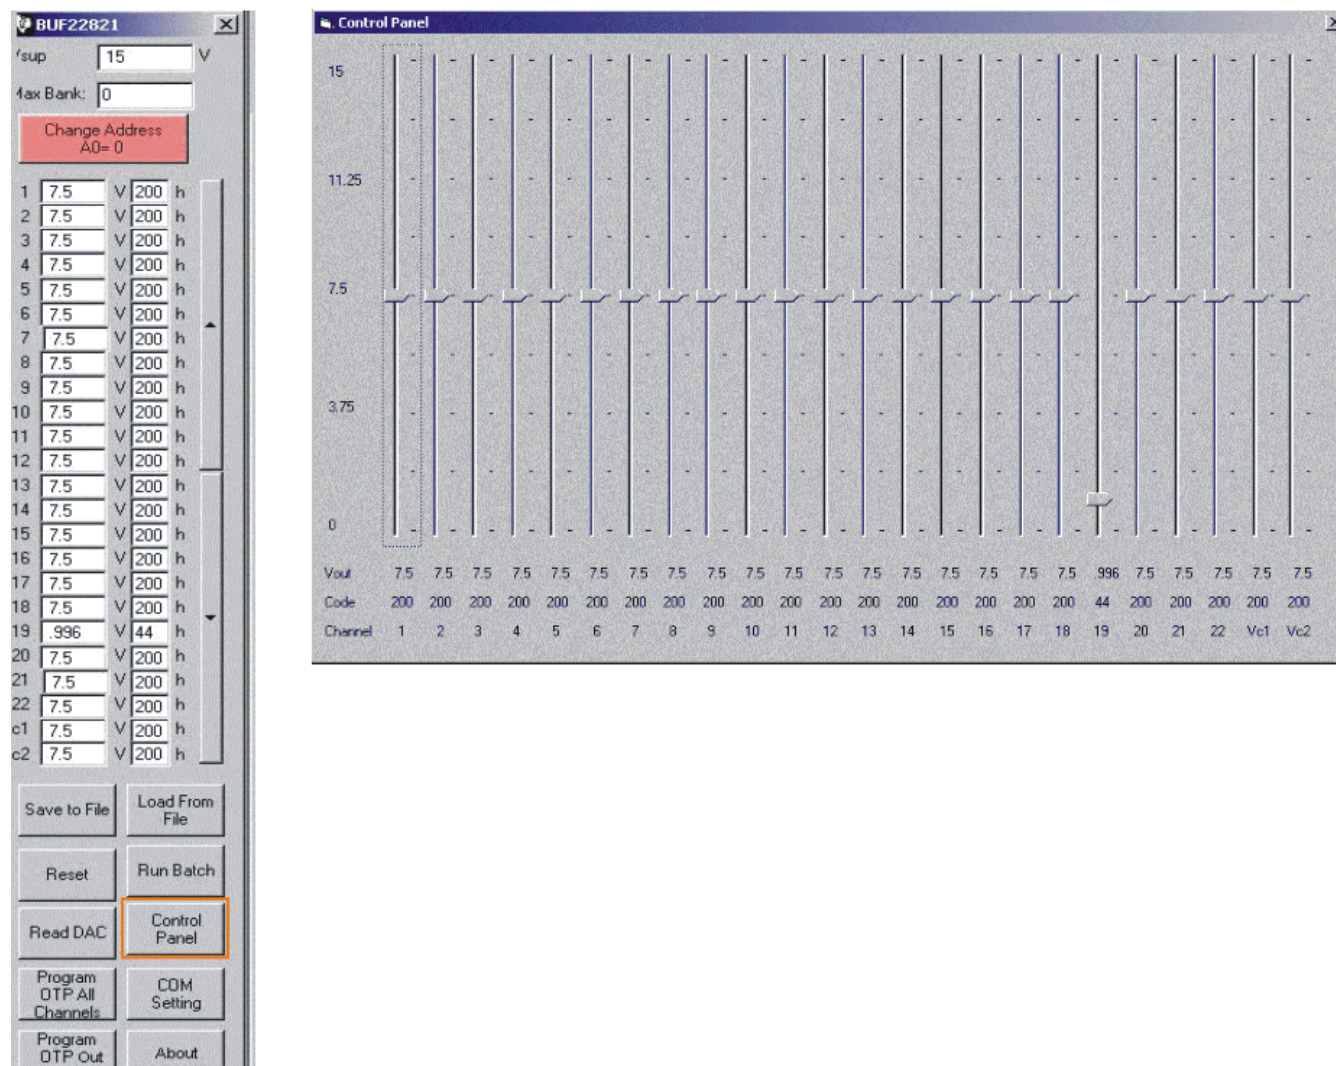 BUF22821
sup 15 V
Max Bank: 0
Change Address
A0= 0
1 7.5 V 200 h
2 7.5 V 200 h
3 7.5 V 200 h
4 7.5 V 200 h
5 7.5 V 200 h
6 7.5 V 200 h
7 7.5 V 200 h
8 7.5 V 200 h
9 7.5 V 200 h
10 7.5 V 200 h
11 7.5 V 200 h
12 7.5 V 200 h
13 7.5 V 200 h
14 7.5 V 200 h
15 7.5 V 200 h
16 7.5 V 200 h
17 7.5 V 200 h
18 7.5 V 200 h
19 .996 V 44 h
20 7.5 V 200 h
21 7.5 V 200 h
22 7.5 V 200 h
c1 7.5 V 200 h
c2 7.5 V 200 h
Save to File
Load From
File
Reset
Run Batch
Read DAC
Control
Panel
Program
OTP All
Channels
COM
Setting
Program
OTP Out
About
Control Panel
15
11.25
7.5
3.75
0
Vout 7.5 7.5 7.5 7.5 7.5 7.5 7.5 7.5 7.5 7.5 7.5 7.5 7.5 7.5 7.5 7.5 7.5 7.5 .996 7.5 7.5 7.5 7.5 7.5
Code 200 200 200 200 200 200 200 200 200 200 200 200 200 200 200 200 200 200 44 200 200 200 200 200
Channel 1 2 3 4 5 6 7 8 9 10 11 12 13 14 15 16 17 18 19 20 21 22 Vc1 Vc2